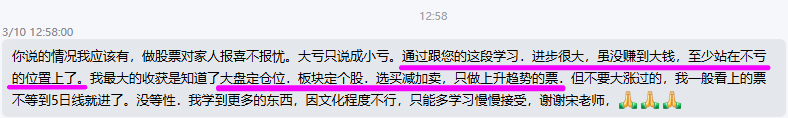 12:58
3/10 12:58:00
你说的情况我应该有，做股票对家人报喜不报忧。大亏只说成小亏。通过跟您的这段学习．进步很大，虽没赚到大钱，至少站在不亏
的位置上了。我最大的收获是知道了大盘定仓位．板块定个股．选买减加卖，只做上升趋势的票．但不要大涨过的，我一般看上的票
不等到5日线就进了。没等性．我学到更多的东西，因文化程度不行，只能多学习慢慢接受，谢谢宋老师，🙏🙏🙏